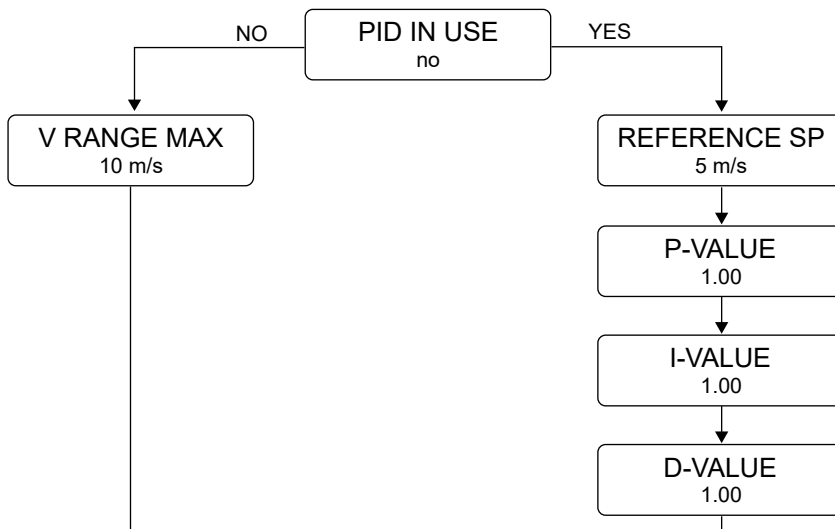 PID IN USE
no
NO
YES
V RANGE MAX
10 m/s
REFERENCE SP
5 m/s
P-VALUE
1.00
I-VALUE
1.00
D-VALUE
1.00